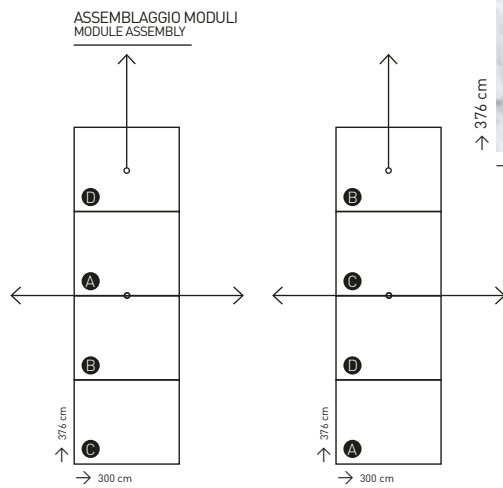 ASSEMBLAGGIO MODULI
MODULE ASSEMBLY
376 cm
D
A
B
C
376 cm
300 cm
B
C
D
A
376 cm
300 cm